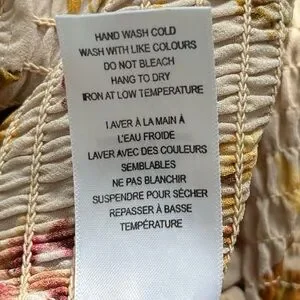 HAND WASH COLD
WASH WITH LIKE COLOURS
DO NOT BLEACH
HANG TO DRY
IRON AT LOW TEMPERATURE
LAVER À LA MAIN À
L'EAU FROIDE
LAVER AVEC DES COULEURS
SEMBLABLES
NE PAS BLANCHIR
SUSPENDRE POUR SÉCHER
REPASSER À BASSE
TEMPÉRATURE